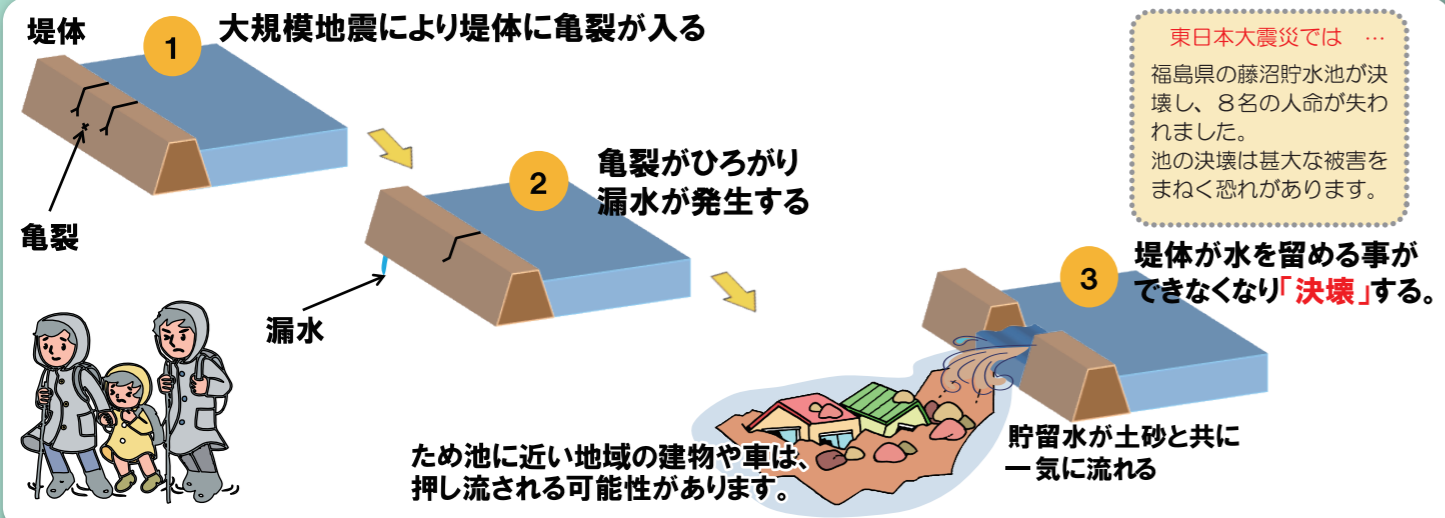 堤体
1
大規模地震により堤体に亀裂が入る
亀裂
2
亀裂がひろがり
漏水が発生する
漏水
東日本大震災では　…
福島県の藤沼貯水池が決
壊し、８名の人命が失わ
れました。
池の決壊は甚大な被害を
まねく恐れがあります。
3
堤体が水を留める事が
できなくなり「決壊」する。
貯留水が土砂と共に
一気に流れる
ため池に近い地域の建物や車は、
押し流される可能性があります。